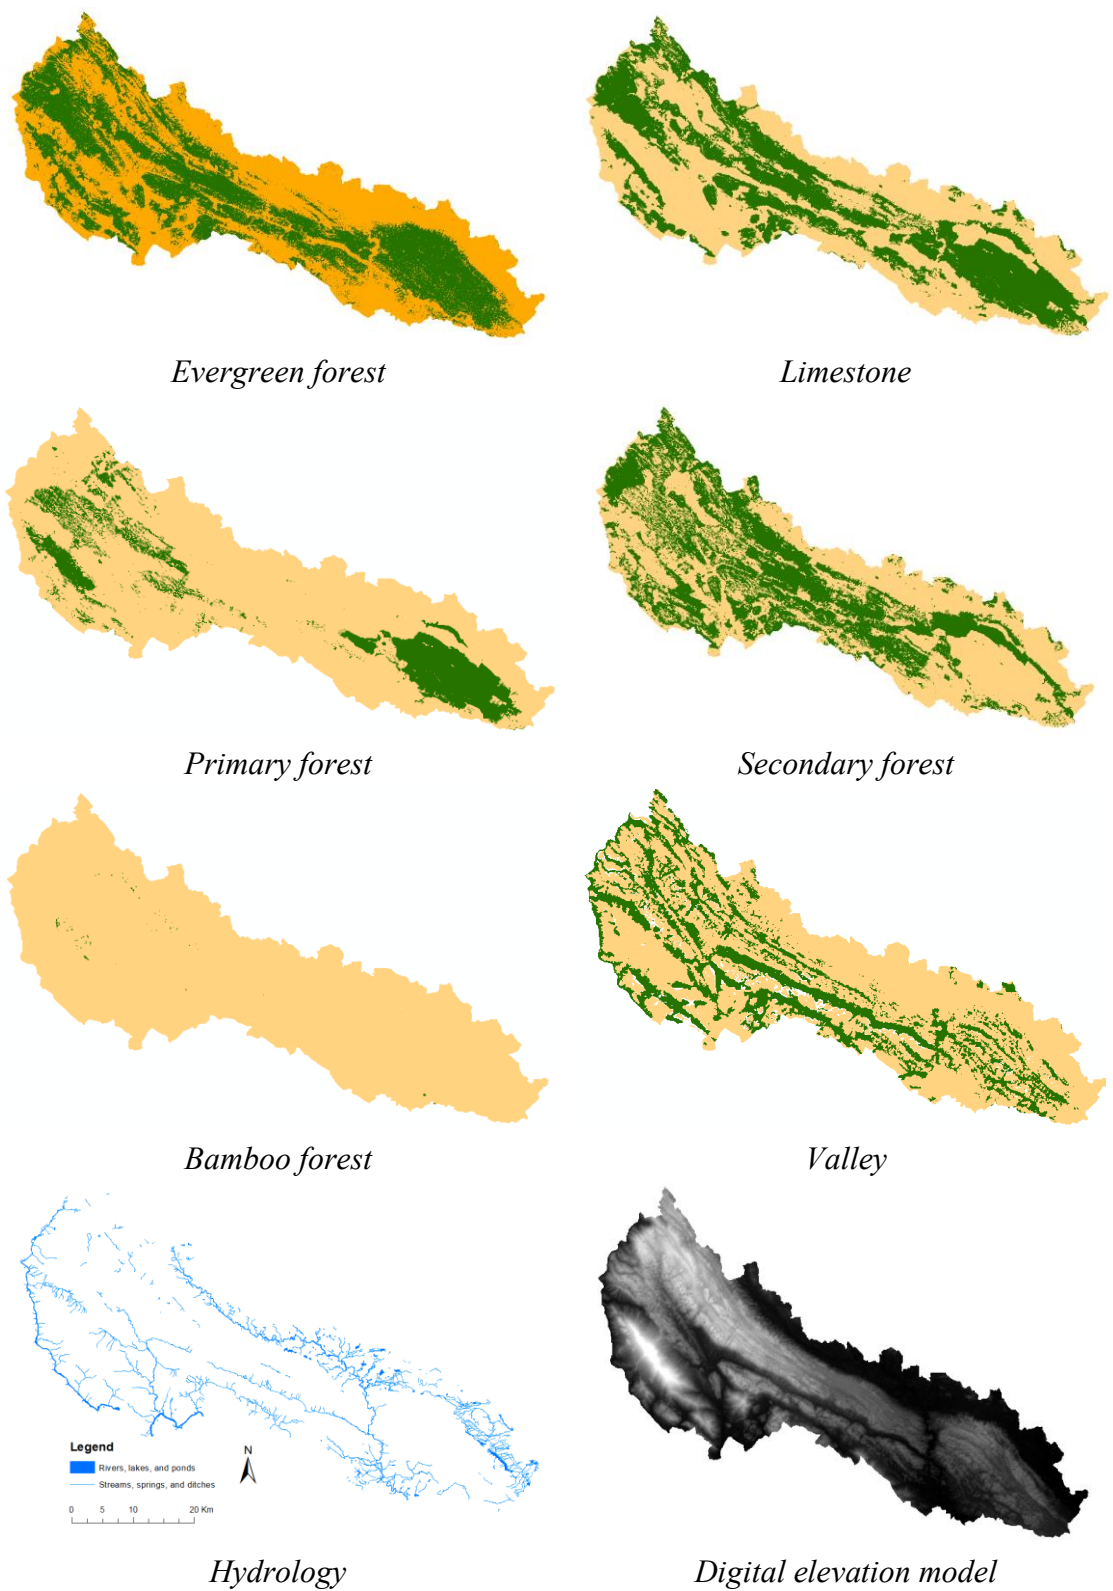 Evergreen forest
Limestone
Primary forest
Secondary forest
Bamboo forest
Valley
Legend
Rivers, lakes, and ponds
Streams, springs, and ditches
0 5 10 20 Km
N
Hydrology
Digital elevation model